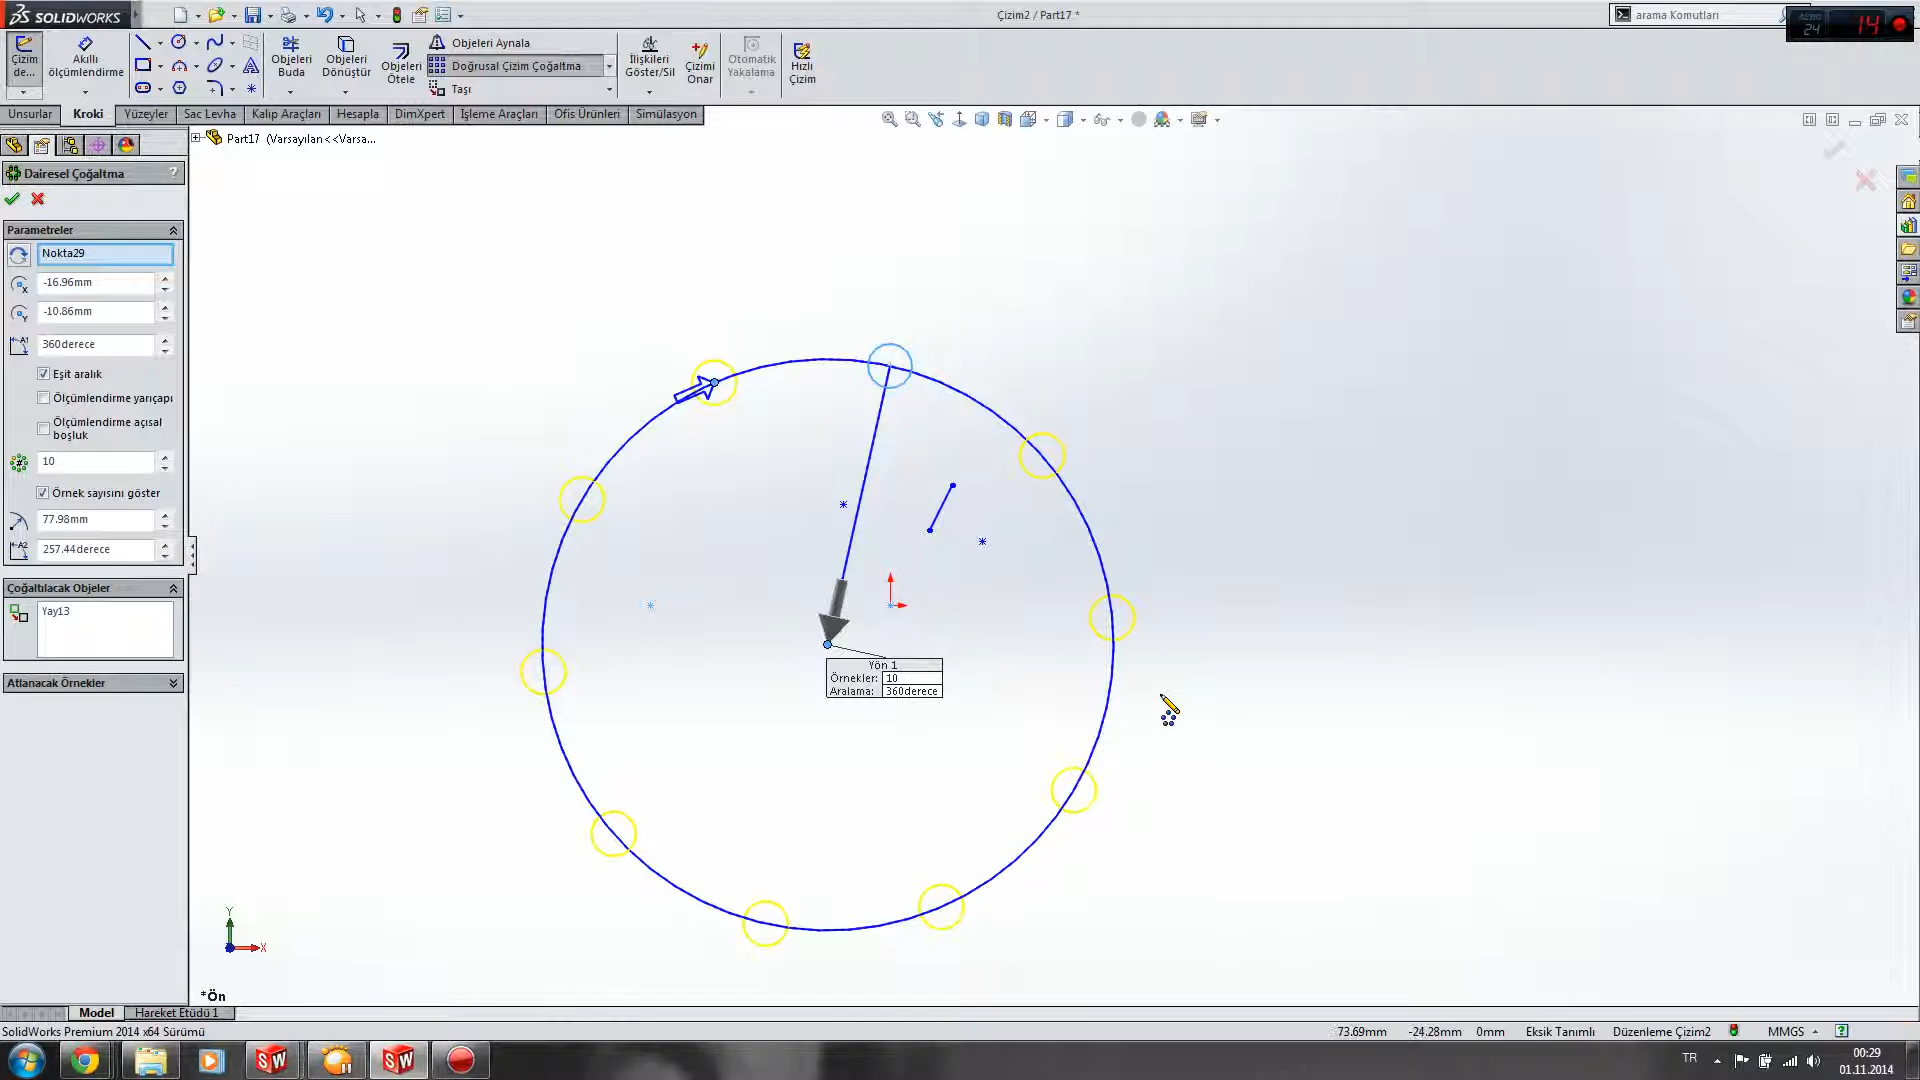 SOLIDWORKS
Çizim2 / Part17 *
arama Komutları
24
14
Çizim de...
Akıllı ölçümlendirme
Objeleri Buda
Objeleri Dönüştür
Objeleri Ötele
Objeleri Aynala
Doğrusal Çizim Çoğaltma
Taşı
İlişkileri Göster/Sil
Çizimi Onar
Otomatik Yakalama
Hızlı Çizim
Unsurlar
Kroki
Yüzeyler
Sac Levha
Kalıp Araçları
Hesapla
DimXpert
İşleme Araçları
Ofis Ürünleri
Simülasyon
Part17 (Varsayılan<<Varsa...
Dairesel Çoğaltma
?
Parametreler
Nokta29
-16.96mm
-10.86mm
360derece
Eşit aralık
Ölçümlendirme yarıçapı
Ölçümlendirme açısal boşluk
10
Örnek sayısını göster
77.98mm
257.44derece
Çoğaltılacak Objeler
Yay13
Atlanacak Örnekler
Yön 1
Örnekler: 10
Aralama: 360derece
Y
X
*Ön
Model
Hareket Etüdü 1
SolidWorks Premium 2014 x64 Sürümü
73.69mm
-24.28mm
0mm
Eksik Tanımlı
Düzenleme Çizim2
MMGS
?
SW
SW
TR
00:29
01.11.2014